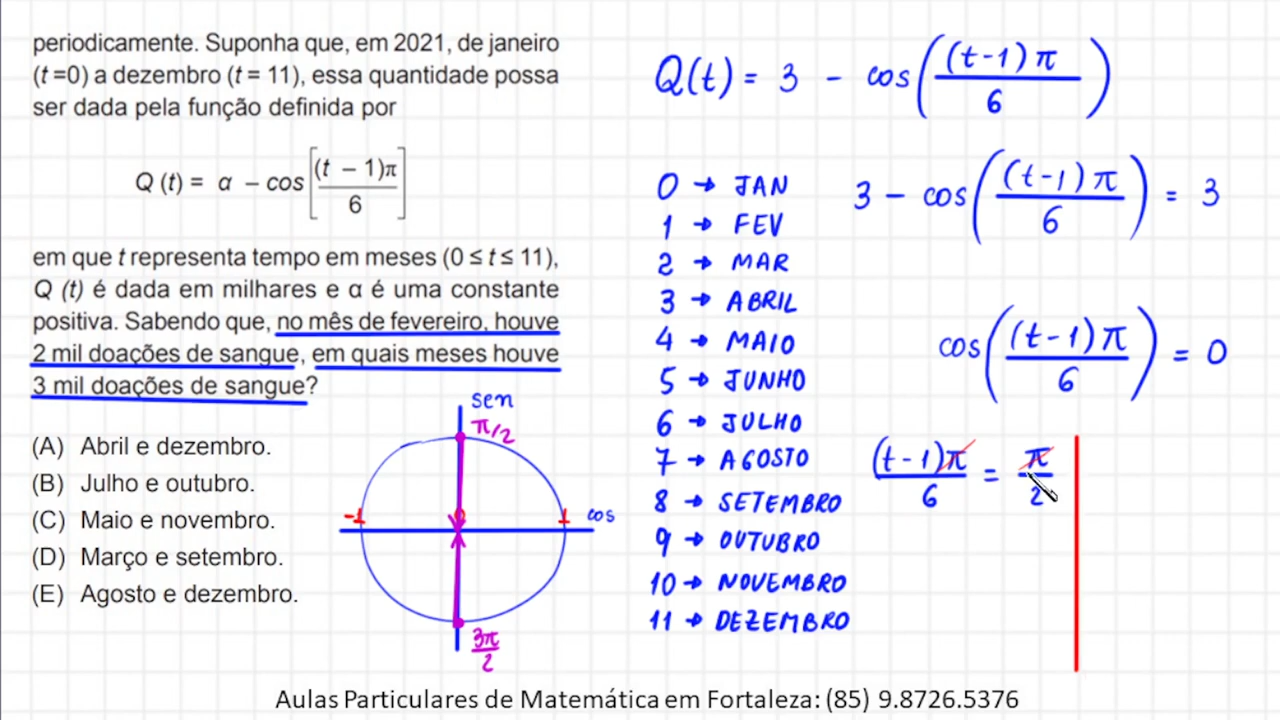 periodicamente. Suponha que, em 2021, de janeiro
(t =0) a dezembro (t = 11), essa quantidade possa
ser dada pela função definida por
Q (t) = α – cos[(t – 1)π / 6]
em que t representa tempo em meses (0 ≤ t ≤ 11),
Q (t) é dada em milhares e α é uma constante
positiva. Sabendo que, no mês de fevereiro, houve
2 mil doações de sangue, em quais meses houve
3 mil doações de sangue?
(A) Abril e dezembro.
(B) Julho e outubro.
(C) Maio e novembro.
(D) Março e setembro.
(E) Agosto e dezembro.
sen
π/2
-1 0 1 cos
3π/2
Q(t) = 3 - cos((t-1)π / 6)
0 → JAN
1 → FEV
2 → MAR
3 → ABRIL
4 → MAIO
5 → JUNHO
6 → JULHO
7 → AGOSTO
8 → SETEMBRO
9 → OUTUBRO
10 → NOVEMBRO
11 → DEZEMBRO
3 - cos((t-1)π / 6) = 3
cos((t-1)π / 6) = 0
(t-1)π / 6 = π / 2
Aulas Particulares de Matemática em Fortaleza: (85) 9.8726.5376